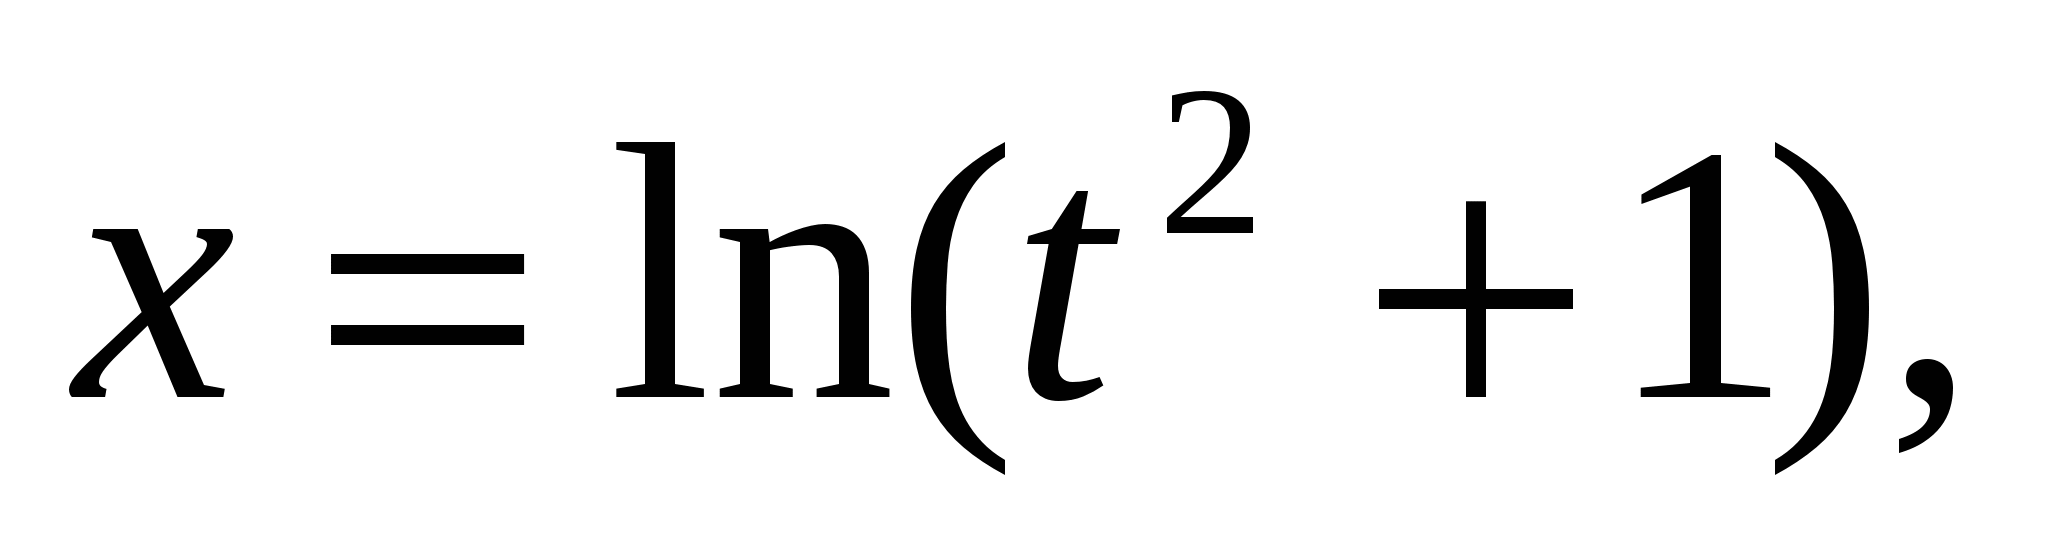 x = ln(t² + 1),